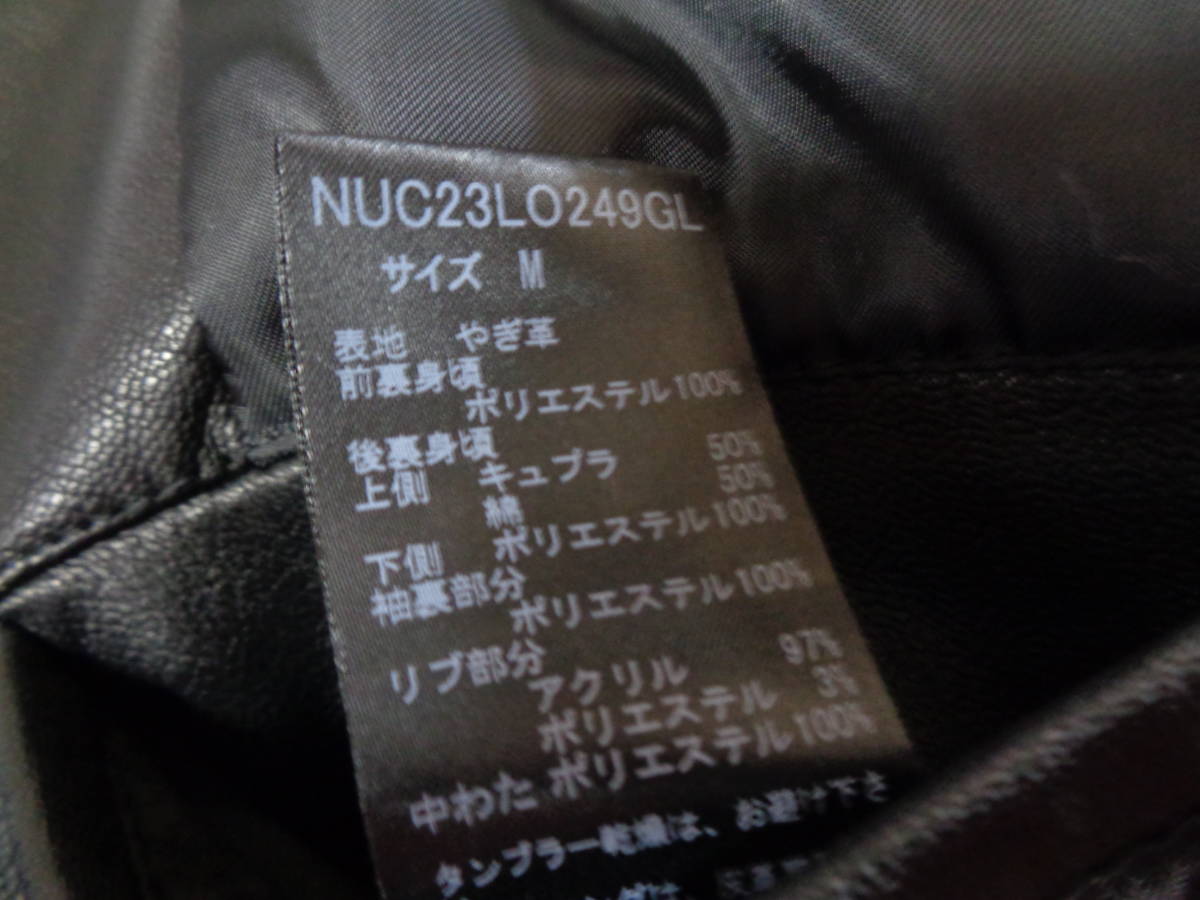 NUC23LO249GL
サイズ M
表地 やぎ革
前裏身頃
ポリエステル100%
後裏身頃
上側 キュプラ 50%
綿 50%
下側 ポリエステル100%
袖裏部分
ポリエステル100%
リブ部分
アクリル 97%
ポリエステル 3%
中わた ポリエステル100%
タンブラー乾燥は、お避け下さ